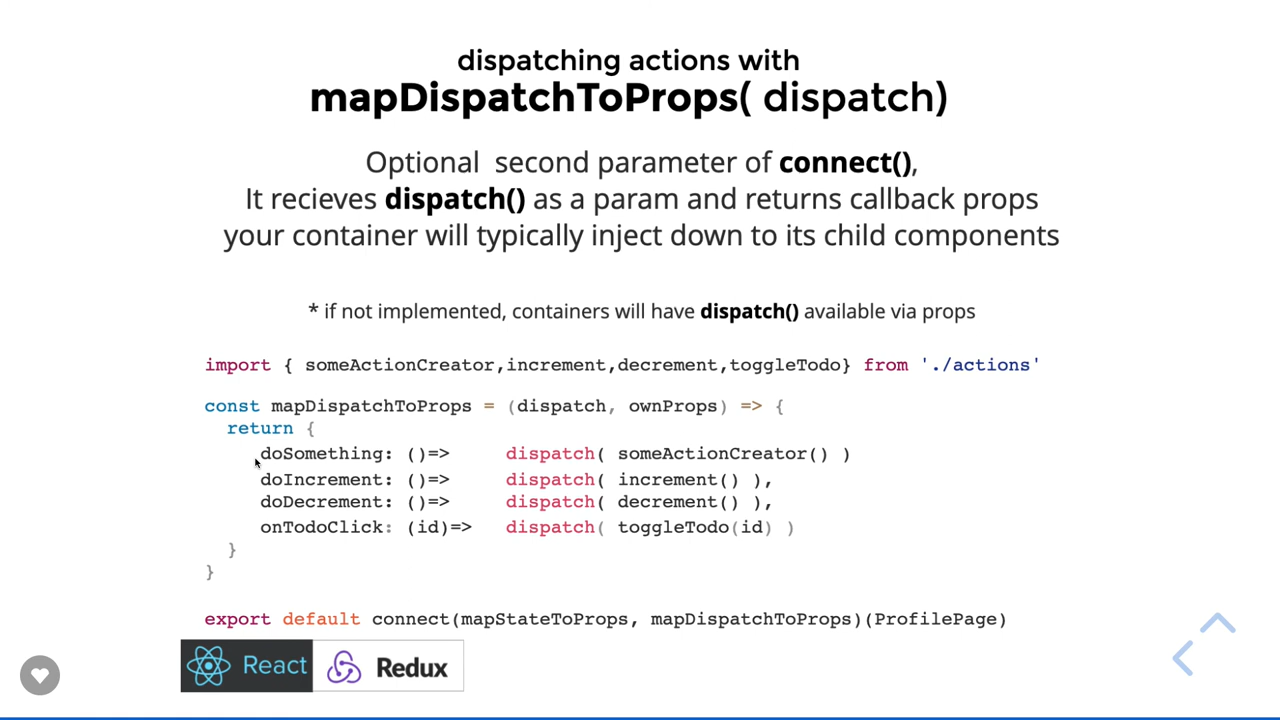 dispatching actions with
mapDispatchToProps( dispatch)
Optional  second parameter of connect(),
It recieves dispatch() as a param and returns callback props
your container will typically inject down to its child components
* if not implemented, containers will have dispatch() available via props
import { someActionCreator,increment,decrement,toggleTodo} from './actions'
const mapDispatchToProps = (dispatch, ownProps) => {
  return {
     doSomething: ()=>     dispatch( someActionCreator() )
     doIncrement: ()=>     dispatch( increment() ),
     doDecrement: ()=>     dispatch( decrement() ),
     onTodoClick: (id)=>   dispatch( toggleTodo(id) )
  }
}
export default connect(mapStateToProps, mapDispatchToProps)(ProfilePage)
React Redux